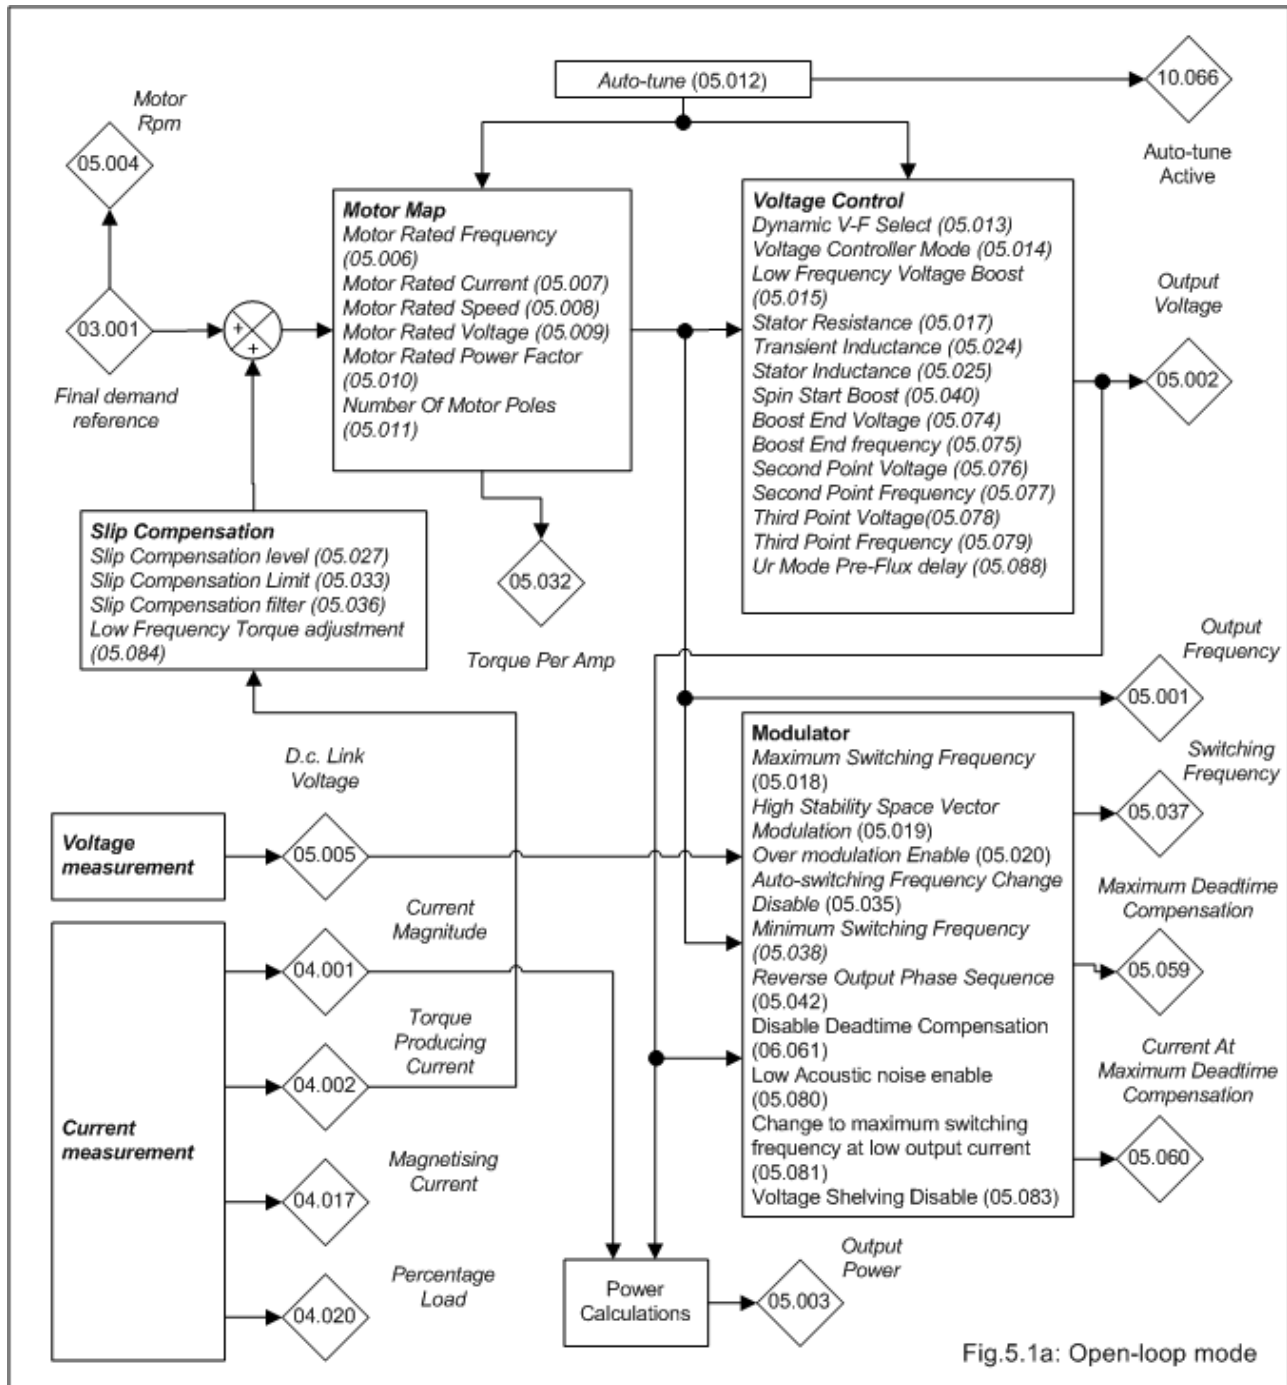 Auto-tune (05.012)
10.066
Auto-tune
Active
Motor
Rpm
05.004
03.001
Final demand
reference
+
+
Motor Map
Motor Rated Frequency
(05.006)
Motor Rated Current (05.007)
Motor Rated Speed (05.008)
Motor Rated Voltage (05.009)
Motor Rated Power Factor
(05.010)
Number Of Motor Poles
(05.011)
Voltage Control
Dynamic V-F Select (05.013)
Voltage Controller Mode (05.014)
Low Frequency Voltage Boost
(05.015)
Stator Resistance (05.017)
Transient Inductance (05.024)
Stator Inductance (05.025)
Spin Start Boost (05.040)
Boost End Voltage (05.074)
Boost End frequency (05.075)
Second Point Voltage (05.076)
Second Point Frequency (05.077)
Third Point Voltage(05.078)
Third Point Frequency (05.079)
Ur Mode Pre-Flux delay (05.088)
Output
Voltage
05.002
Slip Compensation
Slip Compensation level (05.027)
Slip Compensation Limit (05.033)
Slip Compensation filter (05.036)
Low Frequency Torque adjustment
(05.084)
05.032
Torque Per Amp
Output
Frequency
05.001
D.c. Link
Voltage
Voltage
measurement
05.005
Modulator
Maximum Switching Frequency
(05.018)
High Stability Space Vector
Modulation (05.019)
Over modulation Enable (05.020)
Auto-switching Frequency Change
Disable (05.035)
Minimum Switching Frequency
(05.038)
Reverse Output Phase Sequence
(05.042)
Disable Deadtime Compensation
(06.061)
Low Acoustic noise enable
(05.080)
Change to maximum switching
frequency at low output current
(05.081)
Voltage Shelving Disable (05.083)
Switching
Frequency
05.037
Maximum Deadtime
Compensation
05.059
Current At
Maximum Deadtime
Compensation
05.060
Current
measurement
Current
Magnitude
04.001
Torque
Producing
Current
04.002
Magnetising
Current
04.017
Percentage
Load
04.020
Power
Calculations
Output
Power
05.003
Fig.5.1a: Open-loop mode